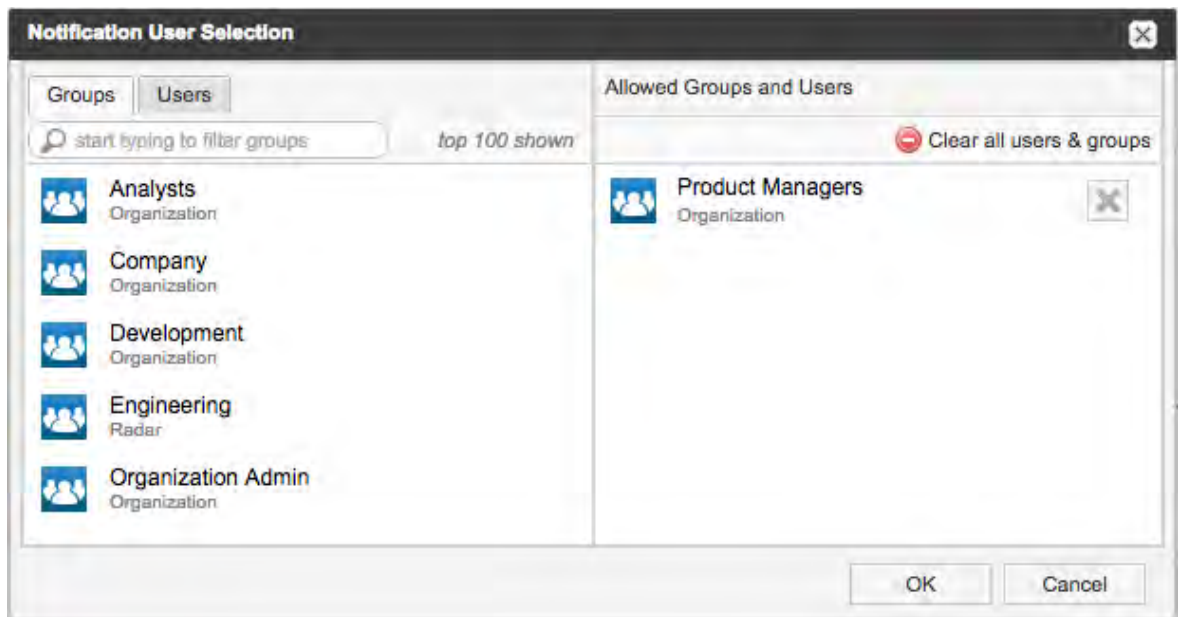 Notification User Selection
Groups
Users
start typing to filter groups
top 100 shown
Analysts
Organization
Company
Organization
Development
Organization
Engineering
Radar
Organization Admin
Organization
Allowed Groups and Users
Clear all users & groups
Product Managers
Organization
OK
Cancel